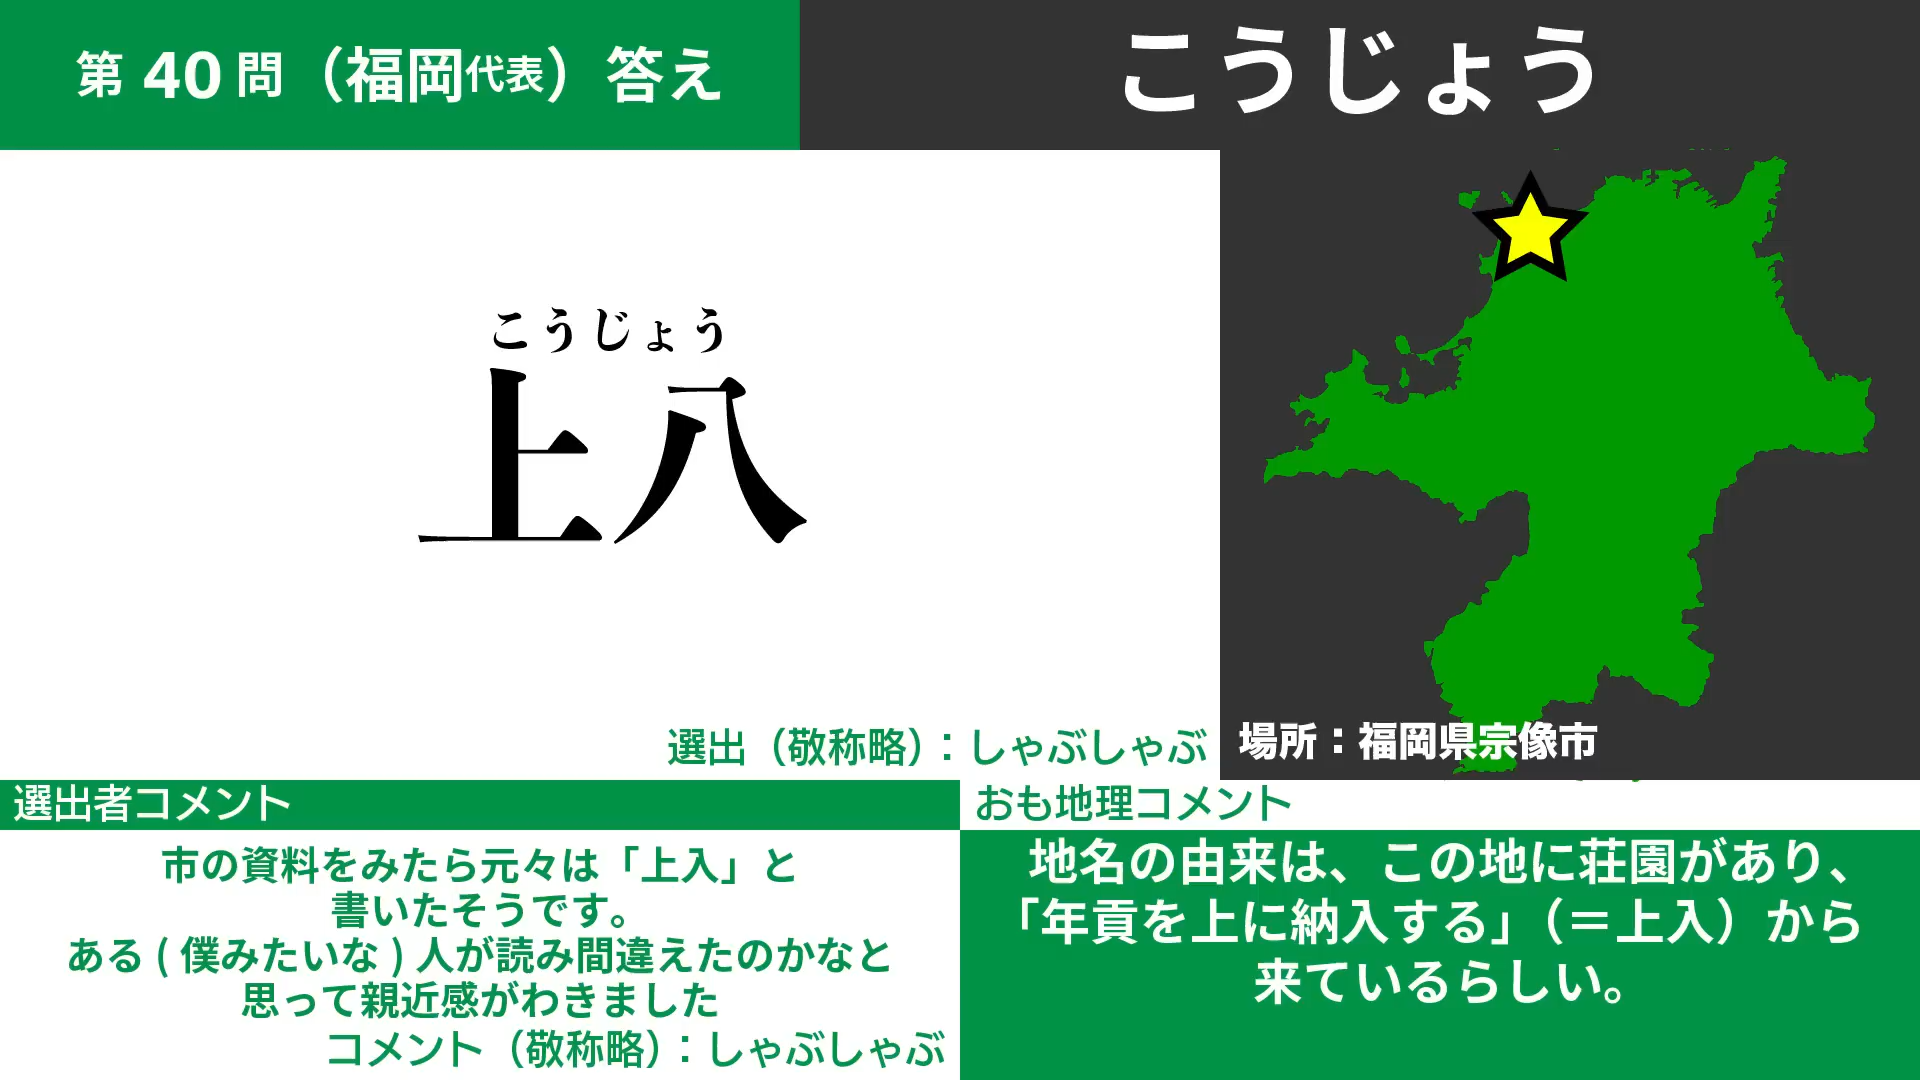 第40問（福岡代表）答え
こうじょう
こうじょう
上八
選出（敬称略）：しゃぶしゃぶ
場所：福岡県宗像市
選出者コメント
市の資料をみたら元々は「上入」と
書いたそうです。
ある(僕みたいな)人が読み間違えたのかなと
思って親近感がわきました
コメント（敬称略）：しゃぶしゃぶ
おも地理コメント
地名の由来は、この地に荘園があり、
「年貢を上に納入する」（＝上入）から
来ているらしい。